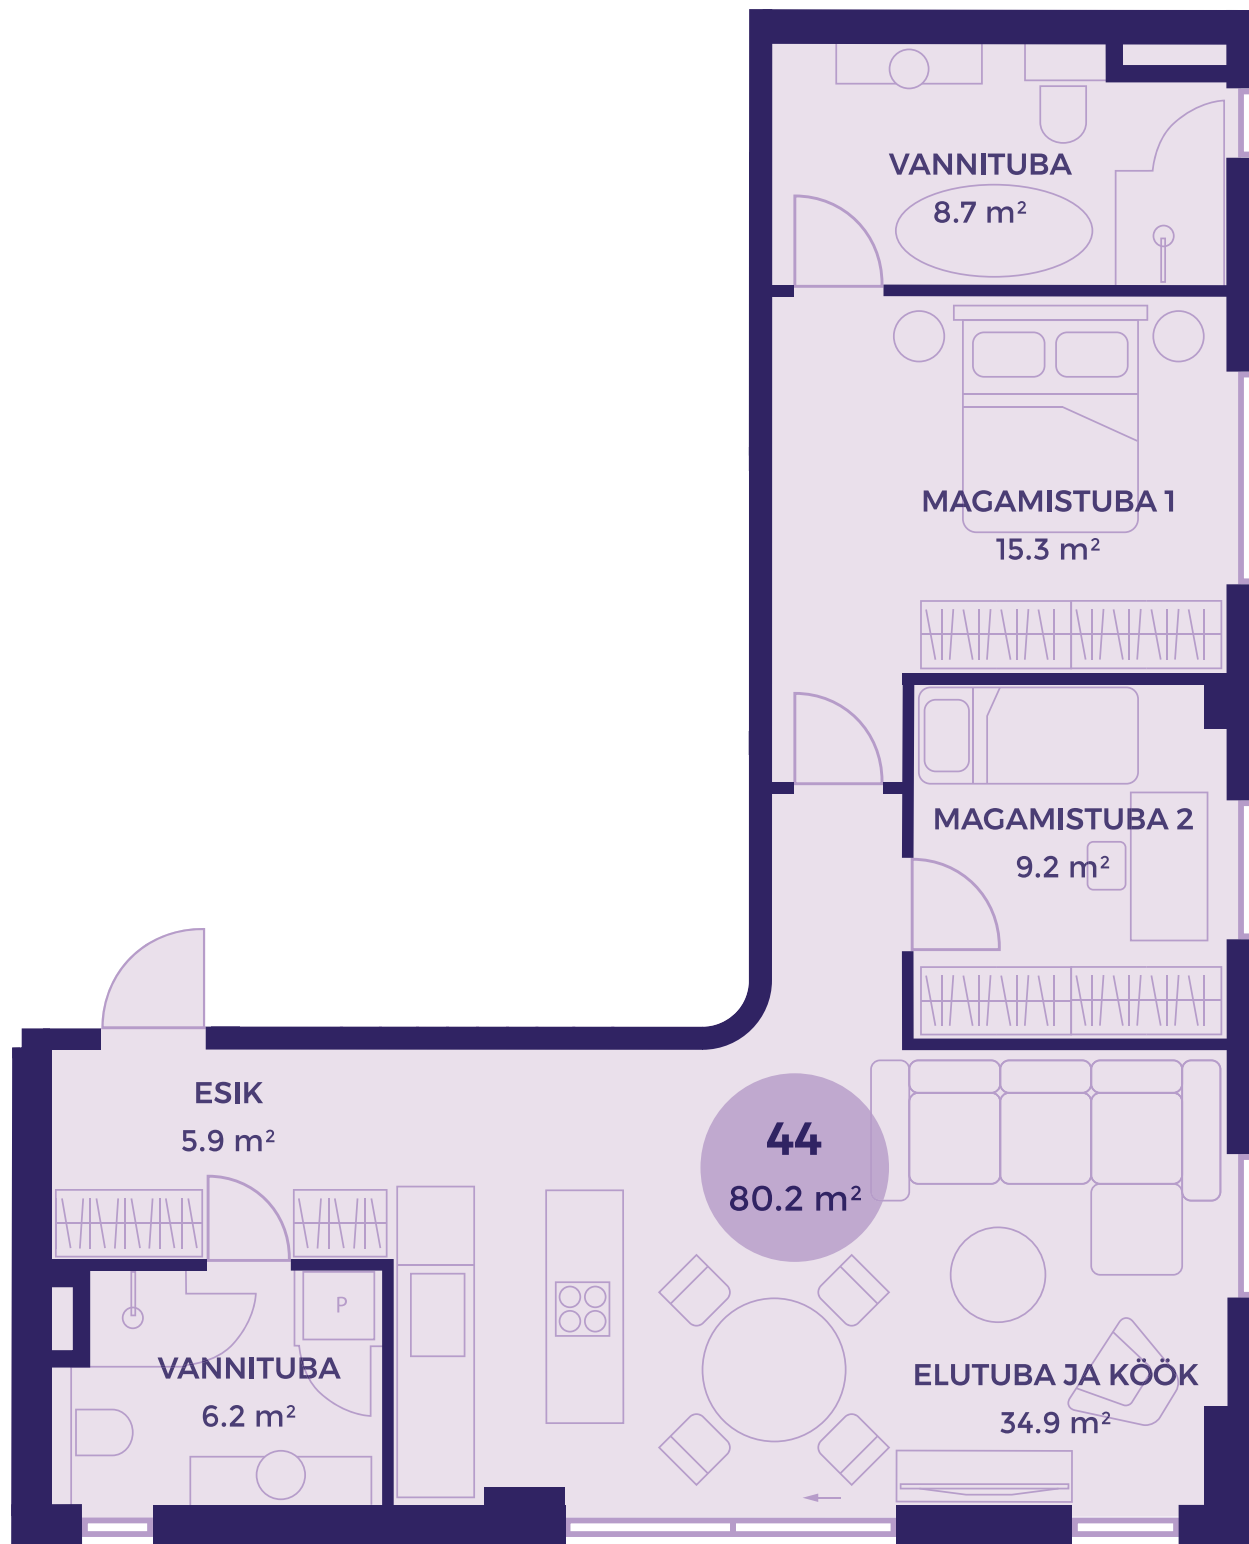 VANNITUBA
8.7 m²
MAGAMISTUBA 1
15.3 m²
MAGAMISTUBA 2
9.2 m²
ESIK
5.9 m²
44
80.2 m²
P
VANNITUBA
6.2 m²
ELUTUBA JA KÖÖK
34.9 m²